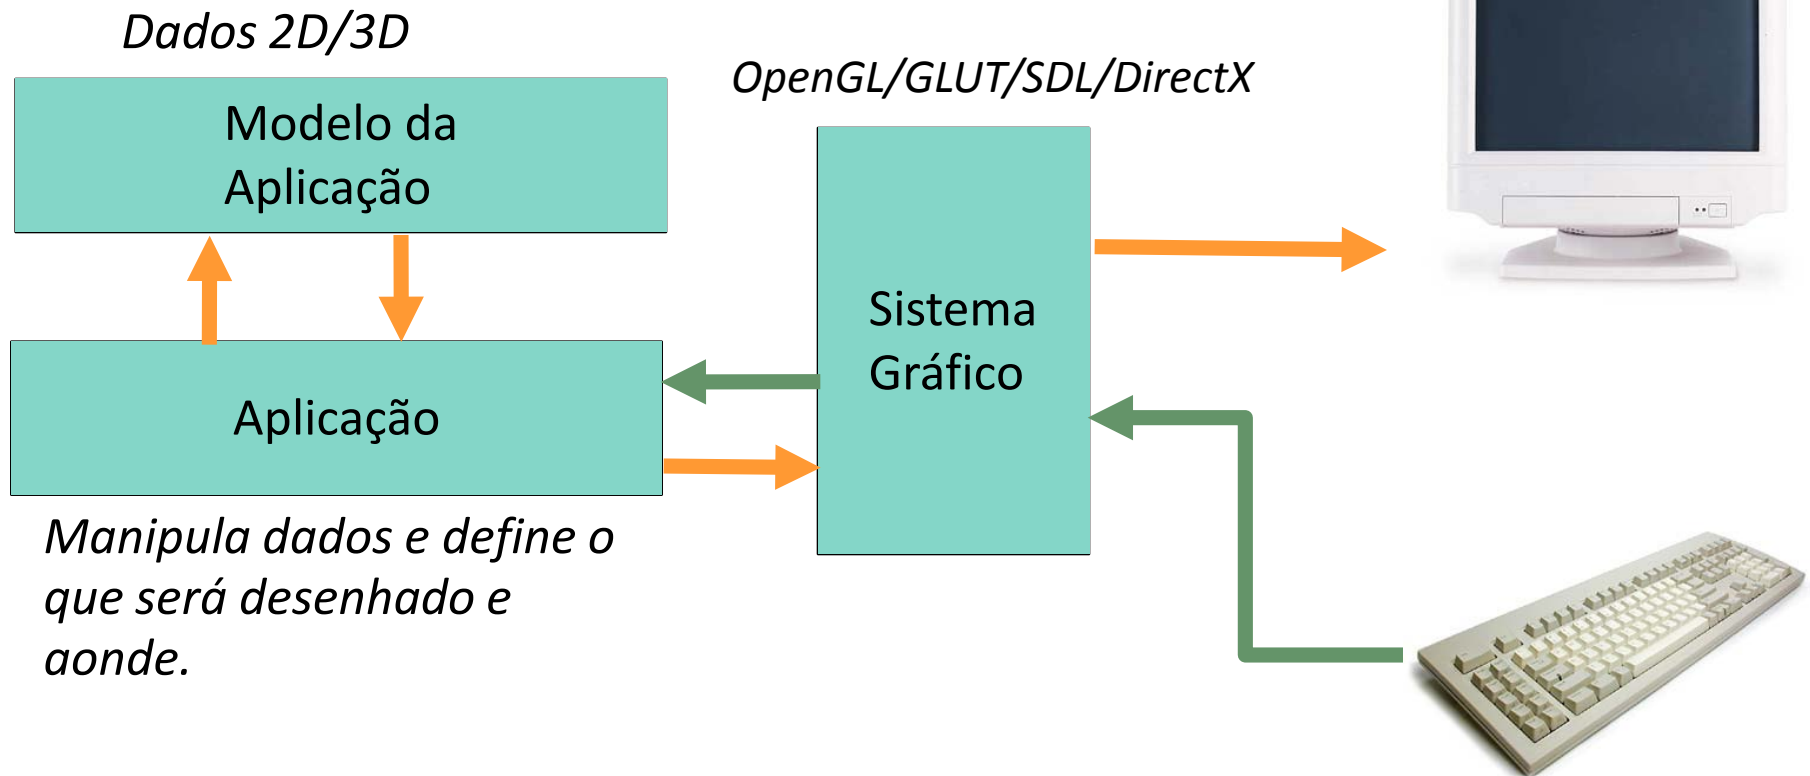 Dados 2D/3D
Modelo da
Aplicação
Aplicação
Manipula dados e define o
que será desenhado e
aonde.
OpenGL/GLUT/SDL/DirectX
Sistema
Gráfico